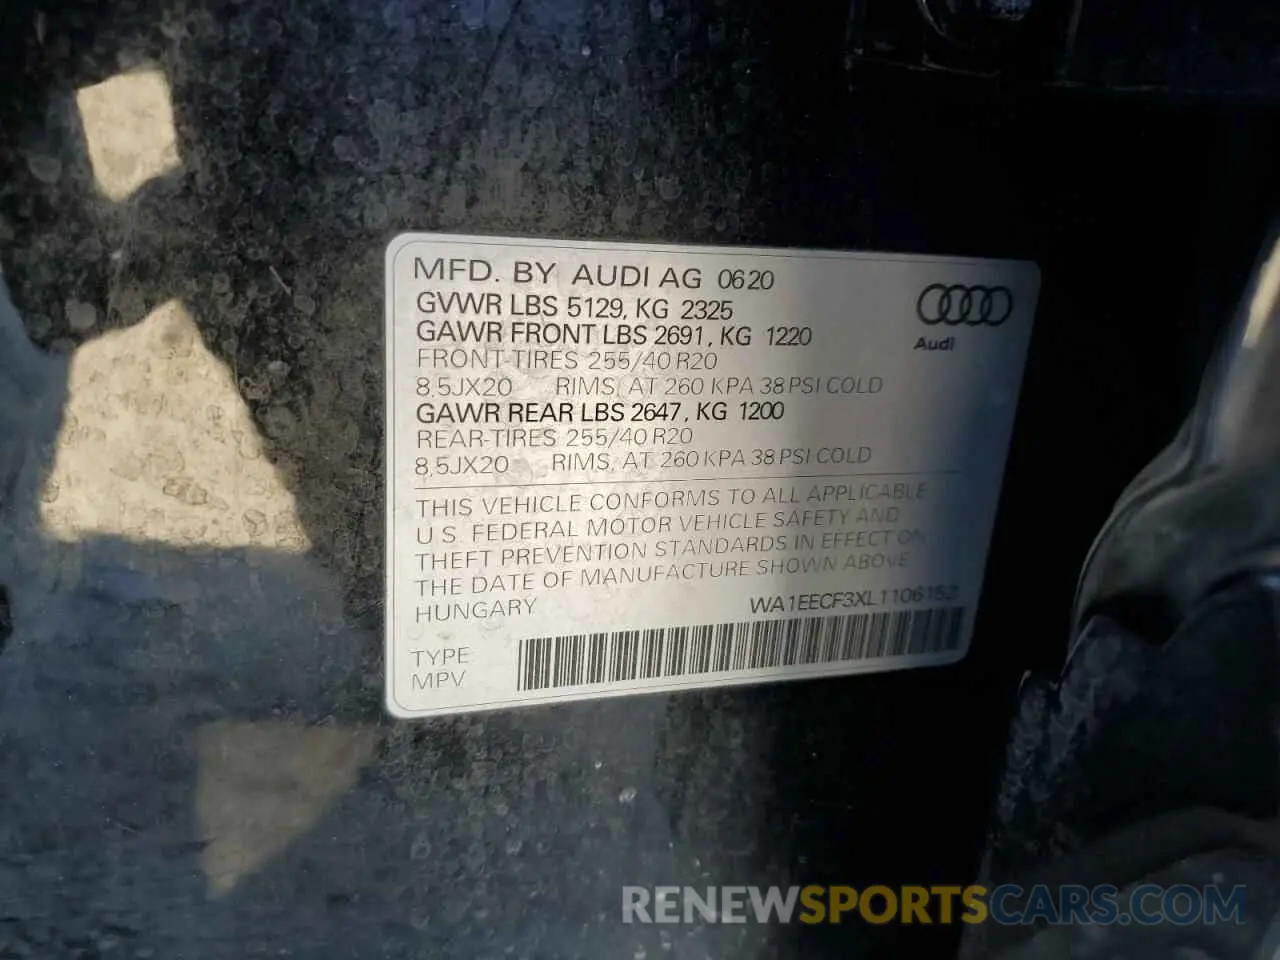 MFD. BY AUDI AG 0620
GVWR LBS 5129, KG 2325
GAWR FRONT LBS 2691, KG 1220
FRONT-TIRES 255/40 R20
8,5JX20 RIMS, AT 260 KPA 38 PSI COLD
GAWR REAR LBS 2647, KG 1200
REAR-TIRES 255/40 R20
8,5JX20 RIMS, AT 260 KPA 38 PSI COLD
Audi
THIS VEHICLE CONFORMS TO ALL APPLICABLE
U.S. FEDERAL MOTOR VEHICLE SAFETY AND
THEFT PREVENTION STANDARDS IN EFFECT ON
THE DATE OF MANUFACTURE SHOWN ABOVE
HUNGARY WA1EECF3XL1106152
TYPE
MPV
RENEWSPORTSCARS.COM